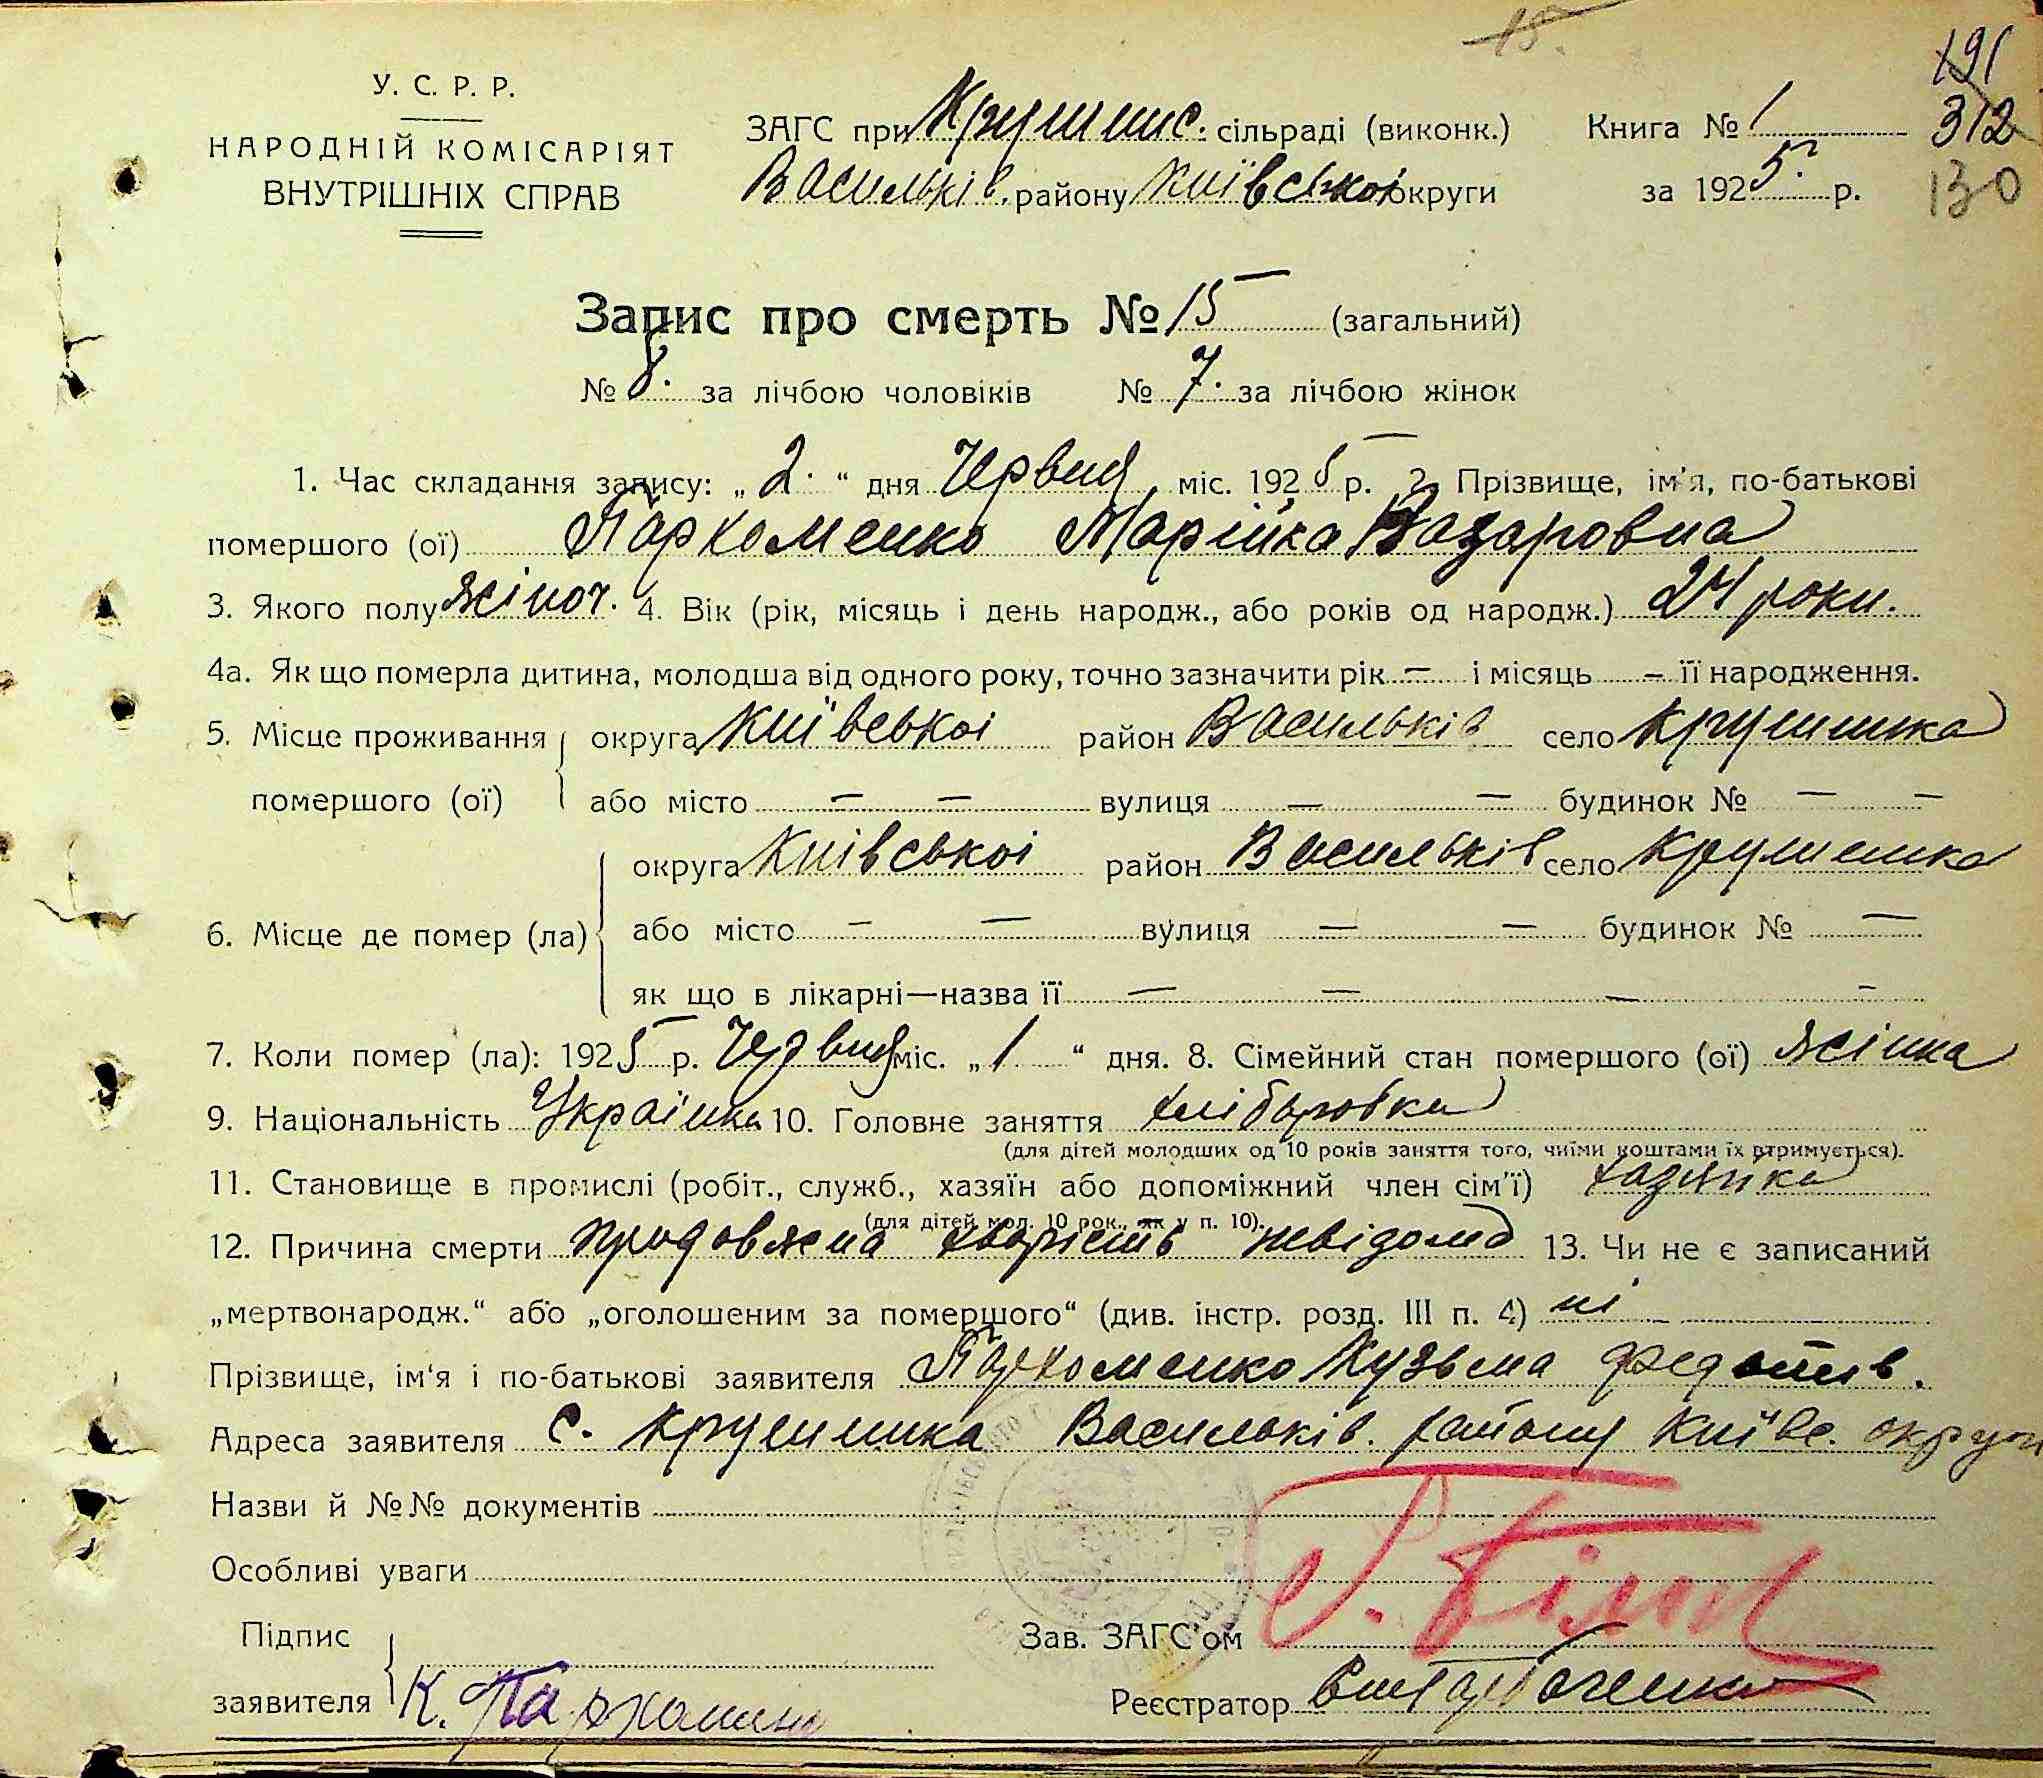 15.
191
У. С. Р. Р.
НАРОДНІЙ КОМІСАРІЯТ
ВНУТРІШНІХ СПРАВ
ЗАГС при Крушинс. сільраді (виконк.) Книга № 1 312
Васильків. району Київської округи за 1925. р. 130
Запис про смерть № 15 (загальний)
№ 8. за лічбою чоловіків № 7. за лічбою жінок
1. Час складання запису: „2.“ дня Червня міс. 1925 р. 2. Прізвище, ім'я, по-батькові
помершого (ої) Пархоменко Марійка Назаровна
3. Якого полу жіноч. 4. Вік (рік, місяць і день народж., або років од народж.) 24 роки.
4а. Як що померла дитина, молодша від одного року, точно зазначити рік — і місяць — її народження.
5. Місце проживання округа Київської район Васильків село Крушинка
помершого (ої) або місто — — вулиця — — будинок № — —
округа Київської район Васильків село Крушинка
6. Місце де помер (ла) або місто — — вулиця — — будинок № —
як що в лікарні—назва її — — — -
7. Коли помер (ла): 1925 р. Червня міс. „1“ дня. 8. Сімейний стан помершого (ої) жінка
9. Національність Українка 10. Головне заняття хліборобка
(для дітей молодших од 10 років заняття того, чиїми коштами їх втримується).
11. Становище в промислі (робіт., служб., хазяїн або допоміжний член сім'ї) хазяйка
(для дітей мол. 10 рок., як у п. 10).
12. Причина смерти продовжна хворість невідома 13. Чи не є записаний
„мертвонародж.“ або „оголошеним за помершого“ (див. інстр. розд. III п. 4) ні
Прізвище, ім'я і по-батькові заявителя Пархоменко Кузьма Федотів.
Адреса заявителя с. Крушинка Васильків. району Київс. округи
Назви й №№ документів
Особливі уваги
Підпис Зав. ЗАГС'ом
заявителя К. Пархоменко Реєстратор